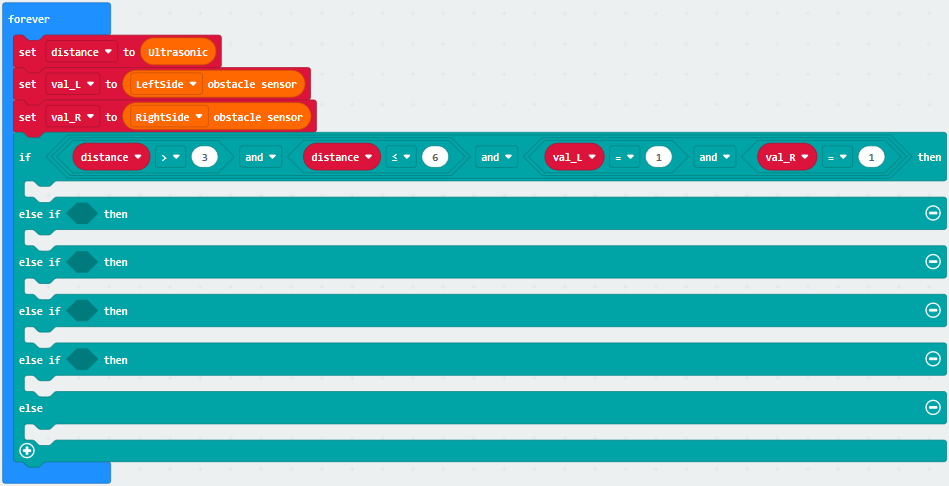 forever
set distance to Ultrasonic
set val_L to LeftSide obstacle sensor
set val_R to RightSide obstacle sensor
if distance > 3 and distance ≤ 6 and val_L = 1 and val_R = 1 then
else if then
else if then
else if then
else if then
else